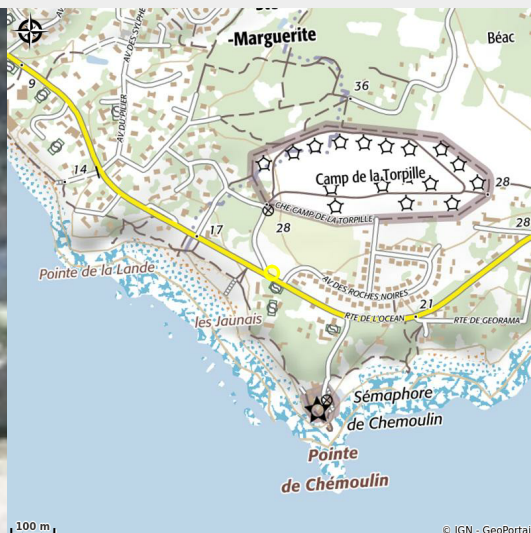 Ste
-Marguerite
Béac
AV. DES SYLPHES
9
36
AV. DU PILIER
Camp de la Torpille
14
28
CHE CAMP DE LA TORPILLE
17
28
28
Pointe de la Lande
AV. DES ROCHES NOIRES
les Jaunais
21
RTE DE L'OCEAN
RTE DE GEORAMA
Sémaphore
de Chemoulin
Pointe
de Chémoulin
100 m
© IGN - GeoPortai